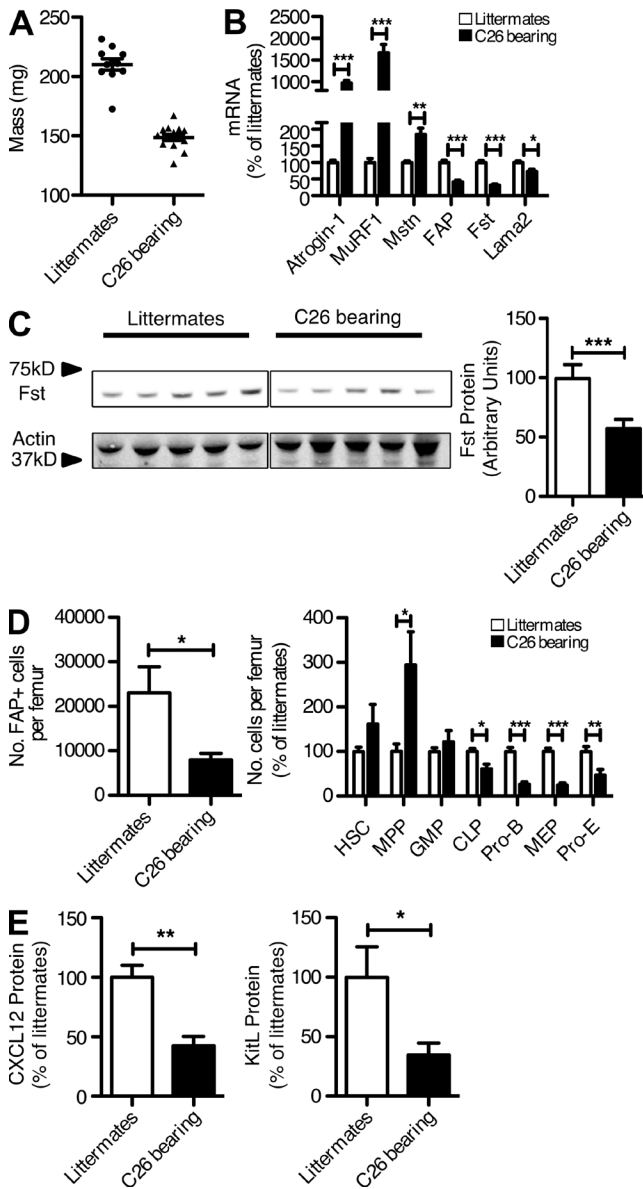 A
Mass (mg)
250
200
150
100
Littermates
C26 bearing
B
Littermates
C26 bearing
mRNA
(% of littermates)
2000
1500
1000
500
200
150
100
50
0
***
***
**
***
***
*
Atrogin-1
MuRF1
Mstn
FAP
Fst
Lama2
C
Littermates
C26 bearing
75kD
Fst
Actin
37kD
Fst Protein
(Arbitrary Units)
150
100
50
0
***
Littermates
C26 bearing
D
No. FAP+ cells
per femur
40000
30000
20000
10000
0
*
Littermates
C26 bearing
No. cells per femur
(% of littermates)
400
300
200
100
0
Littermates
C26 bearing
*
*
***
***
**
HSC
MPP
GMP
CLP
Pro-B
MEP
Pro-E
E
CXCL12 Protein
(% of littermates)
150
100
50
0
**
Littermates
C26 bearing
KitL Protein
(% of littermates)
150
100
50
0
*
Littermates
C26 bearing